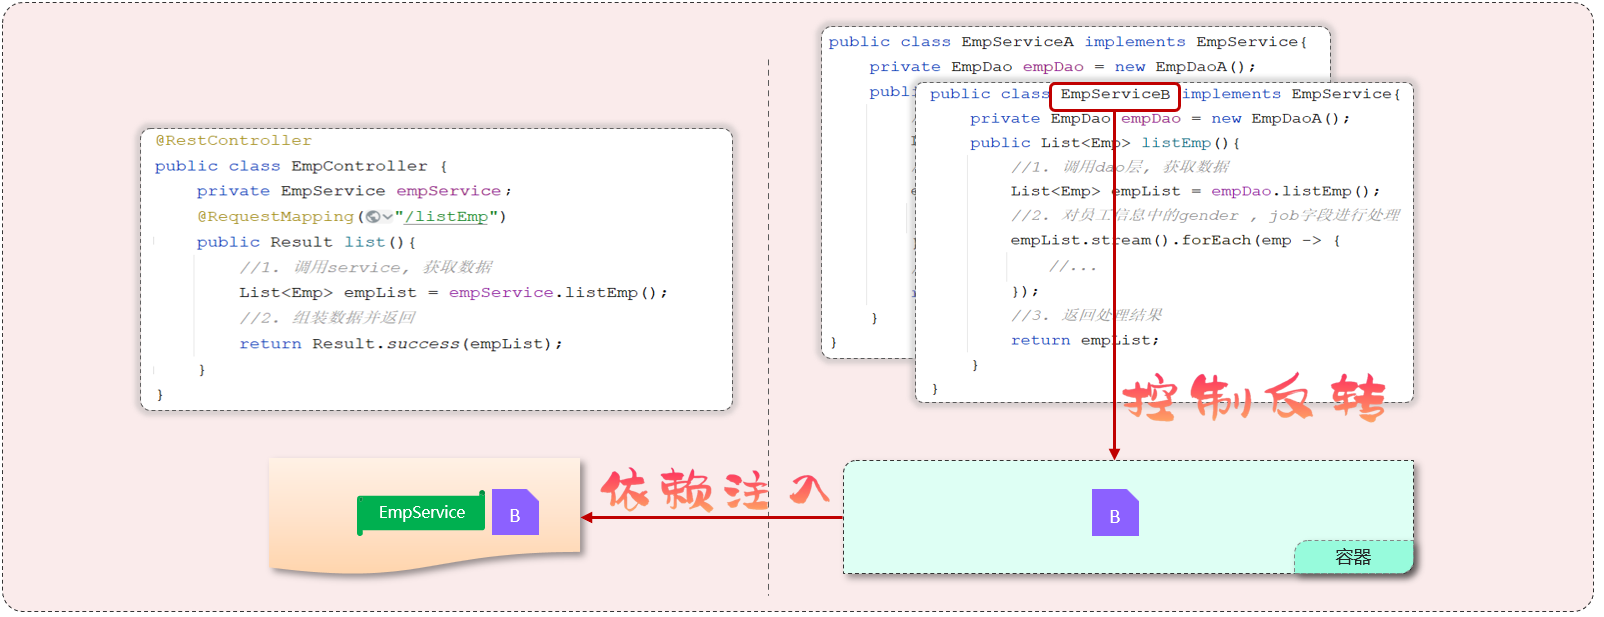 @RestController
public class EmpController {
private EmpService empService;
@RequestMapping("/listEmp")
public Result list(){
//1. 调用service, 获取数据
List<Emp> empList = empService.listEmp();
//2. 组装数据并返回
return Result.success(empList);
}
}
public class EmpServiceA implements EmpService{
private EmpDao empDao = new EmpDaoA();
publ
}
}
public class EmpServiceB implements EmpService{
private EmpDao empDao = new EmpDaoA();
public List<Emp> listEmp(){
//1. 调用dao层, 获取数据
List<Emp> empList = empDao.listEmp();
//2. 对员工信息中的gender , job字段进行处理
empList.stream().forEach(emp -> {
//...
});
//3. 返回处理结果
return empList;
}
}
控制反转
依赖注入
EmpService
B
B
容器